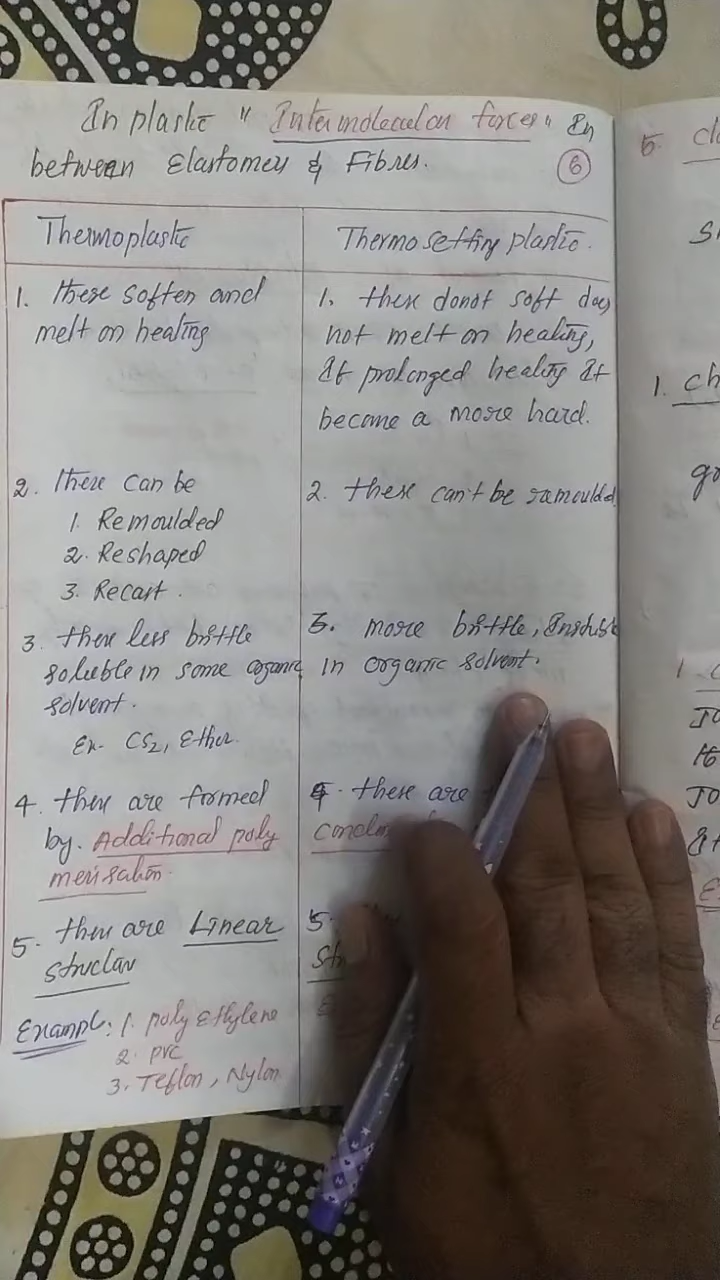 In plastic " Intermolecular forces" In
between Elastomers & Fibres. 6
Thermoplastic
1. these soften and
melt on heating
2. these can be
1. Remoulded
2. Reshaped
3. Recast.
3. these less brittle
soluble in some organic
solvent.
Ex- CS2, Ether.
4. these are formed
by. Additional poly
merisation.
5. these are Linear
Example: 1. poly Ethylene
2. PVC
3. Teflon, Nylon
Thermosetting plastic.
1. these donot soft does
not melt on heating,
If prolonged heating It
become a more hard.
2. these can't be
3. more brittle,
in organic solvent.
4. these are
5.
5.
1.